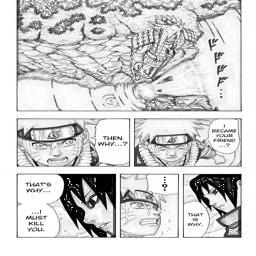 I
BECAME
YOUR
FRIEND
...?
THEN
WHY...?
...?
THAT
IS WHY.
THAT'S
WHY...
...I
MUST
KILL
YOU.